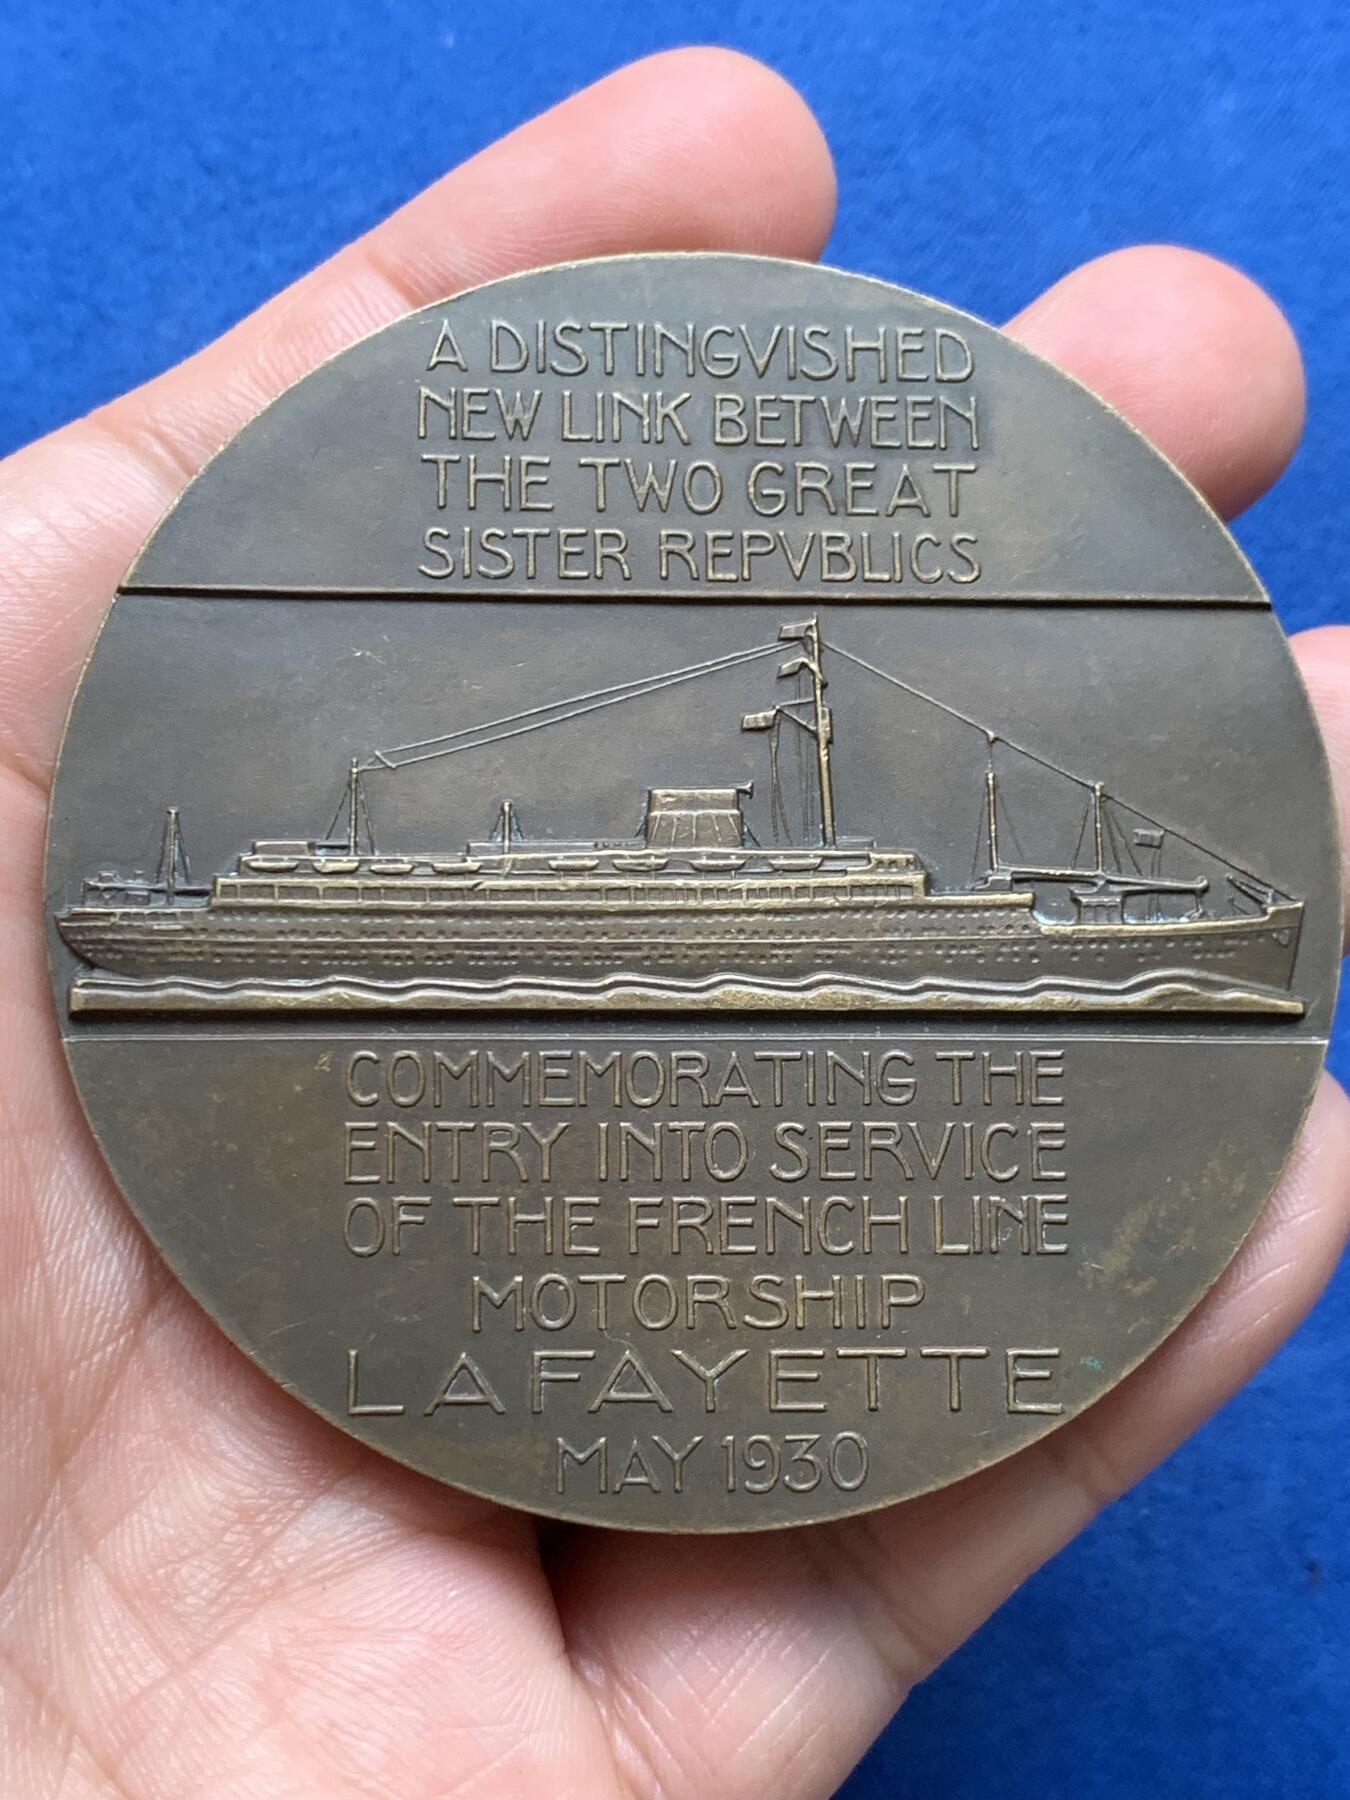 A DISTINGVISHED
NEW LINK BETWEEN
THE TWO GREAT
SISTER REPVBLICS
COMMEMORATING THE
ENTRY INTO SERVICE
OF THE FRENCH LINE
MOTORSHIP
LAFAYETTE
MAY 1930